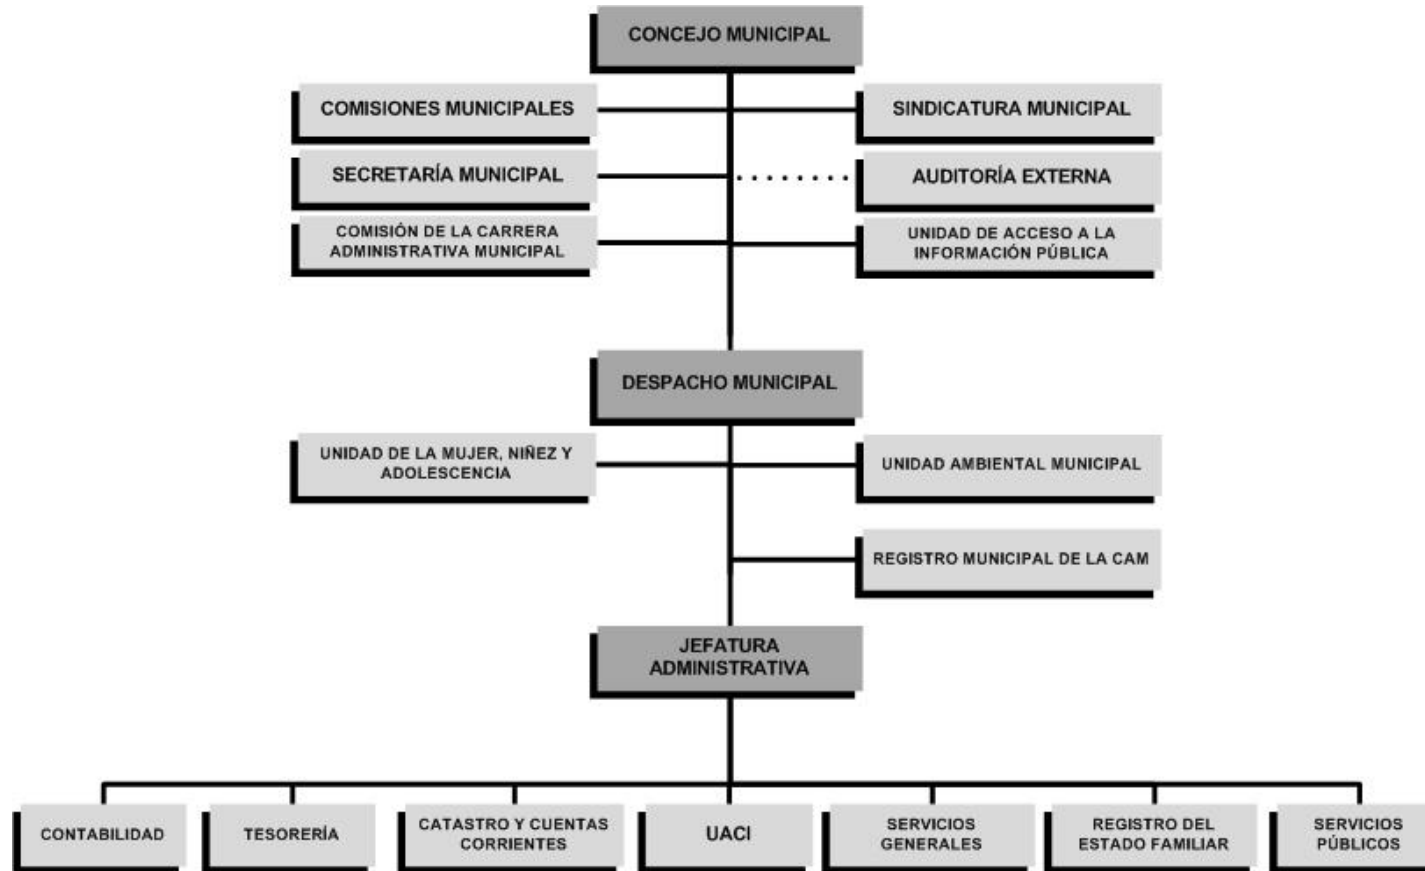 CONCEJO MUNICIPAL
COMISIONES MUNICIPALES
SINDICATURA MUNICIPAL
SECRETARÍA MUNICIPAL
AUDITORÍA EXTERNA
COMISIÓN DE LA CARRERA
ADMINISTRATIVA MUNICIPAL
UNIDAD DE ACCESO A LA
INFORMACIÓN PÚBLICA
DESPACHO MUNICIPAL
UNIDAD DE LA MUJER, NIÑEZ Y
ADOLESCENCIA
UNIDAD AMBIENTAL MUNICIPAL
REGISTRO MUNICIPAL DE LA CAM
JEFATURA
ADMINISTRATIVA
CONTABILIDAD
TESORERÍA
CATASTRO Y CUENTAS
CORRIENTES
UACI
SERVICIOS
GENERALES
REGISTRO DEL
ESTADO FAMILIAR
SERVICIOS
PÚBLICOS